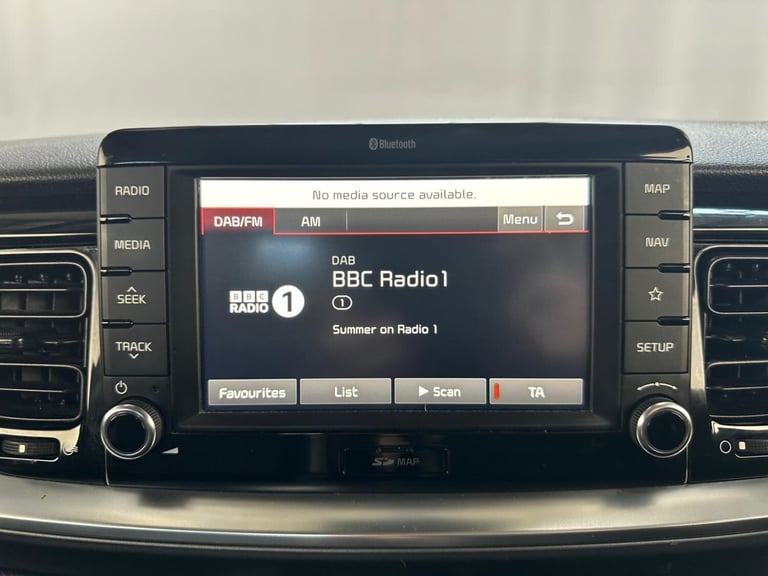 Bluetooth
RADIO
MEDIA
SEEK
TRACK
No media source available.
DAB/FM AM Menu
DAB
BBC Radio1
1
BBC
RADIO 1
Summer on Radio 1
Favourites List Scan TA
MAP
NAV
SETUP
SD MAP